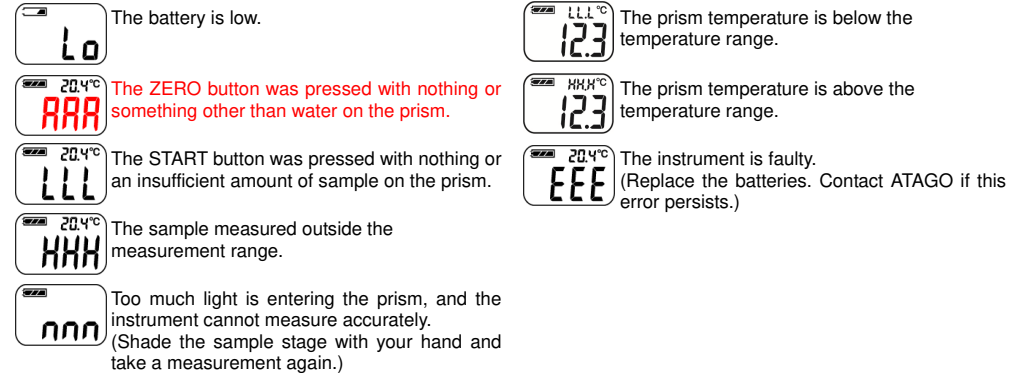 Lo
The battery is low.
20.4°C
AAA
The ZERO button was pressed with nothing or
something other than water on the prism.
20.4°C
LLL
The START button was pressed with nothing or
an insufficient amount of sample on the prism.
20.4°C
HHH
The sample measured outside the
measurement range.
nnn
Too much light is entering the prism, and the
instrument cannot measure accurately.
(Shade the sample stage with your hand and
take a measurement again.)
LL.L°C
12.3
The prism temperature is below the
temperature range.
HH.H°C
12.3
The prism temperature is above the
temperature range.
20.4°C
EEE
The instrument is faulty.
(Replace the batteries. Contact ATAGO if this
error persists.)